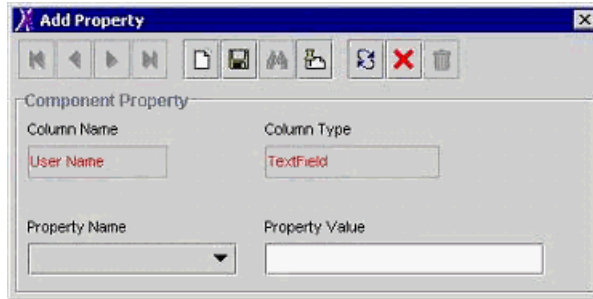 Add Property
Component Property
Column Name Column Type
User Name TextField
Property Name Property Value